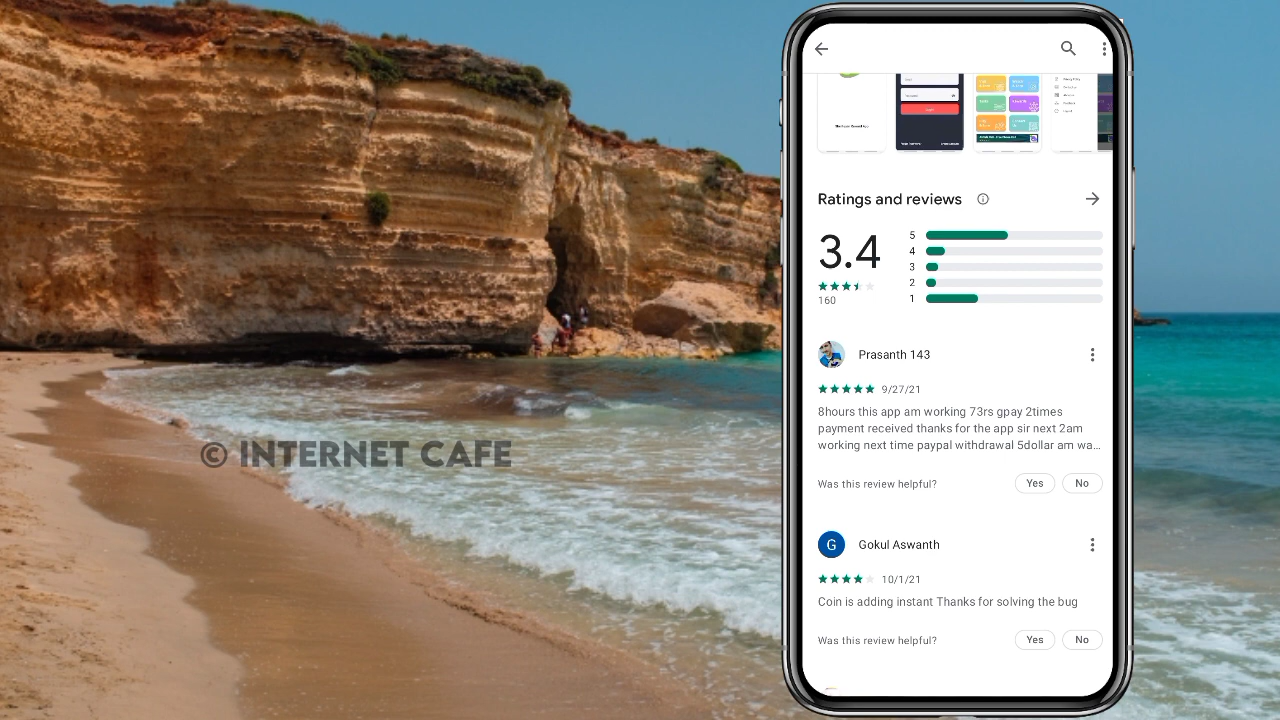 Ratings and reviews
3.4
160
5
4
3
2
1
Prasanth 143
9/27/21
8hours this app am working 73rs gpay 2times
payment received thanks for the app sir next 2am
working next time paypal withdrawal 5dollar am wa…
Was this review helpful?
Yes
No
G
Gokul Aswanth
10/1/21
Coin is adding instant Thanks for solving the bug
Was this review helpful?
Yes
No
© INTERNET CAFE